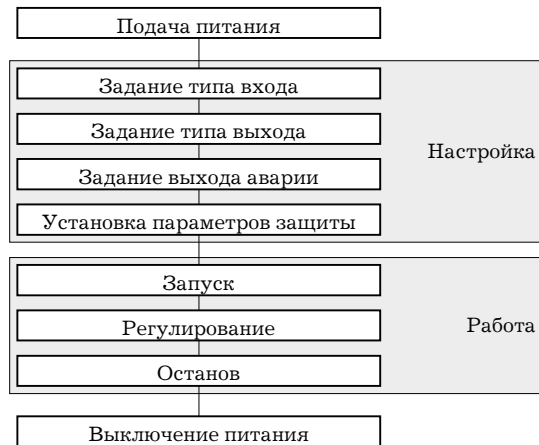 Подача питания
Задание типа входа
Задание типа выхода
Настройка
Задание выхода аварии
Установка параметров защиты
Запуск
Регулирование
Работа
Останов
Выключение питания